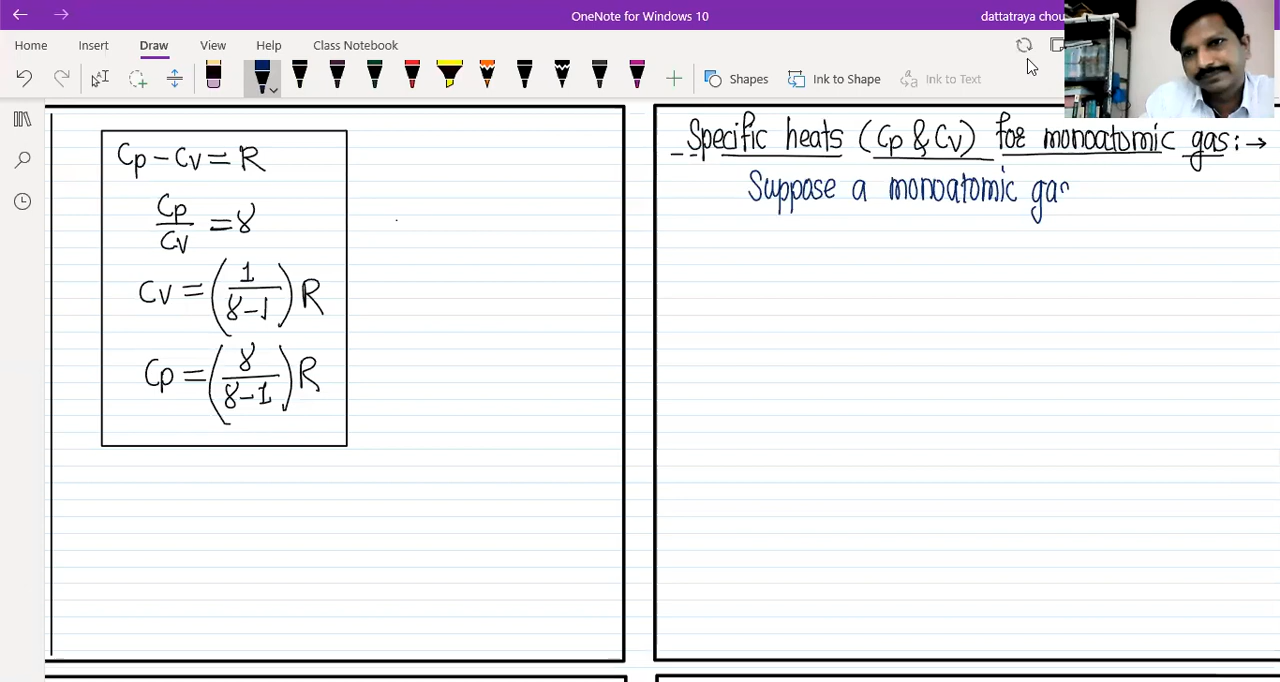 OneNote for Windows 10
dattatraya chou
Home Insert Draw View Help Class Notebook
Shapes Ink to Shape Ink to Text
Cp - Cv = R
Cp/Cv = γ
Cv = (1/(γ-1)) R
Cp = (γ/(γ-1)) R
Specific heats (Cp & Cv) for monoatomic gas: →
Suppose a monoatomic gas